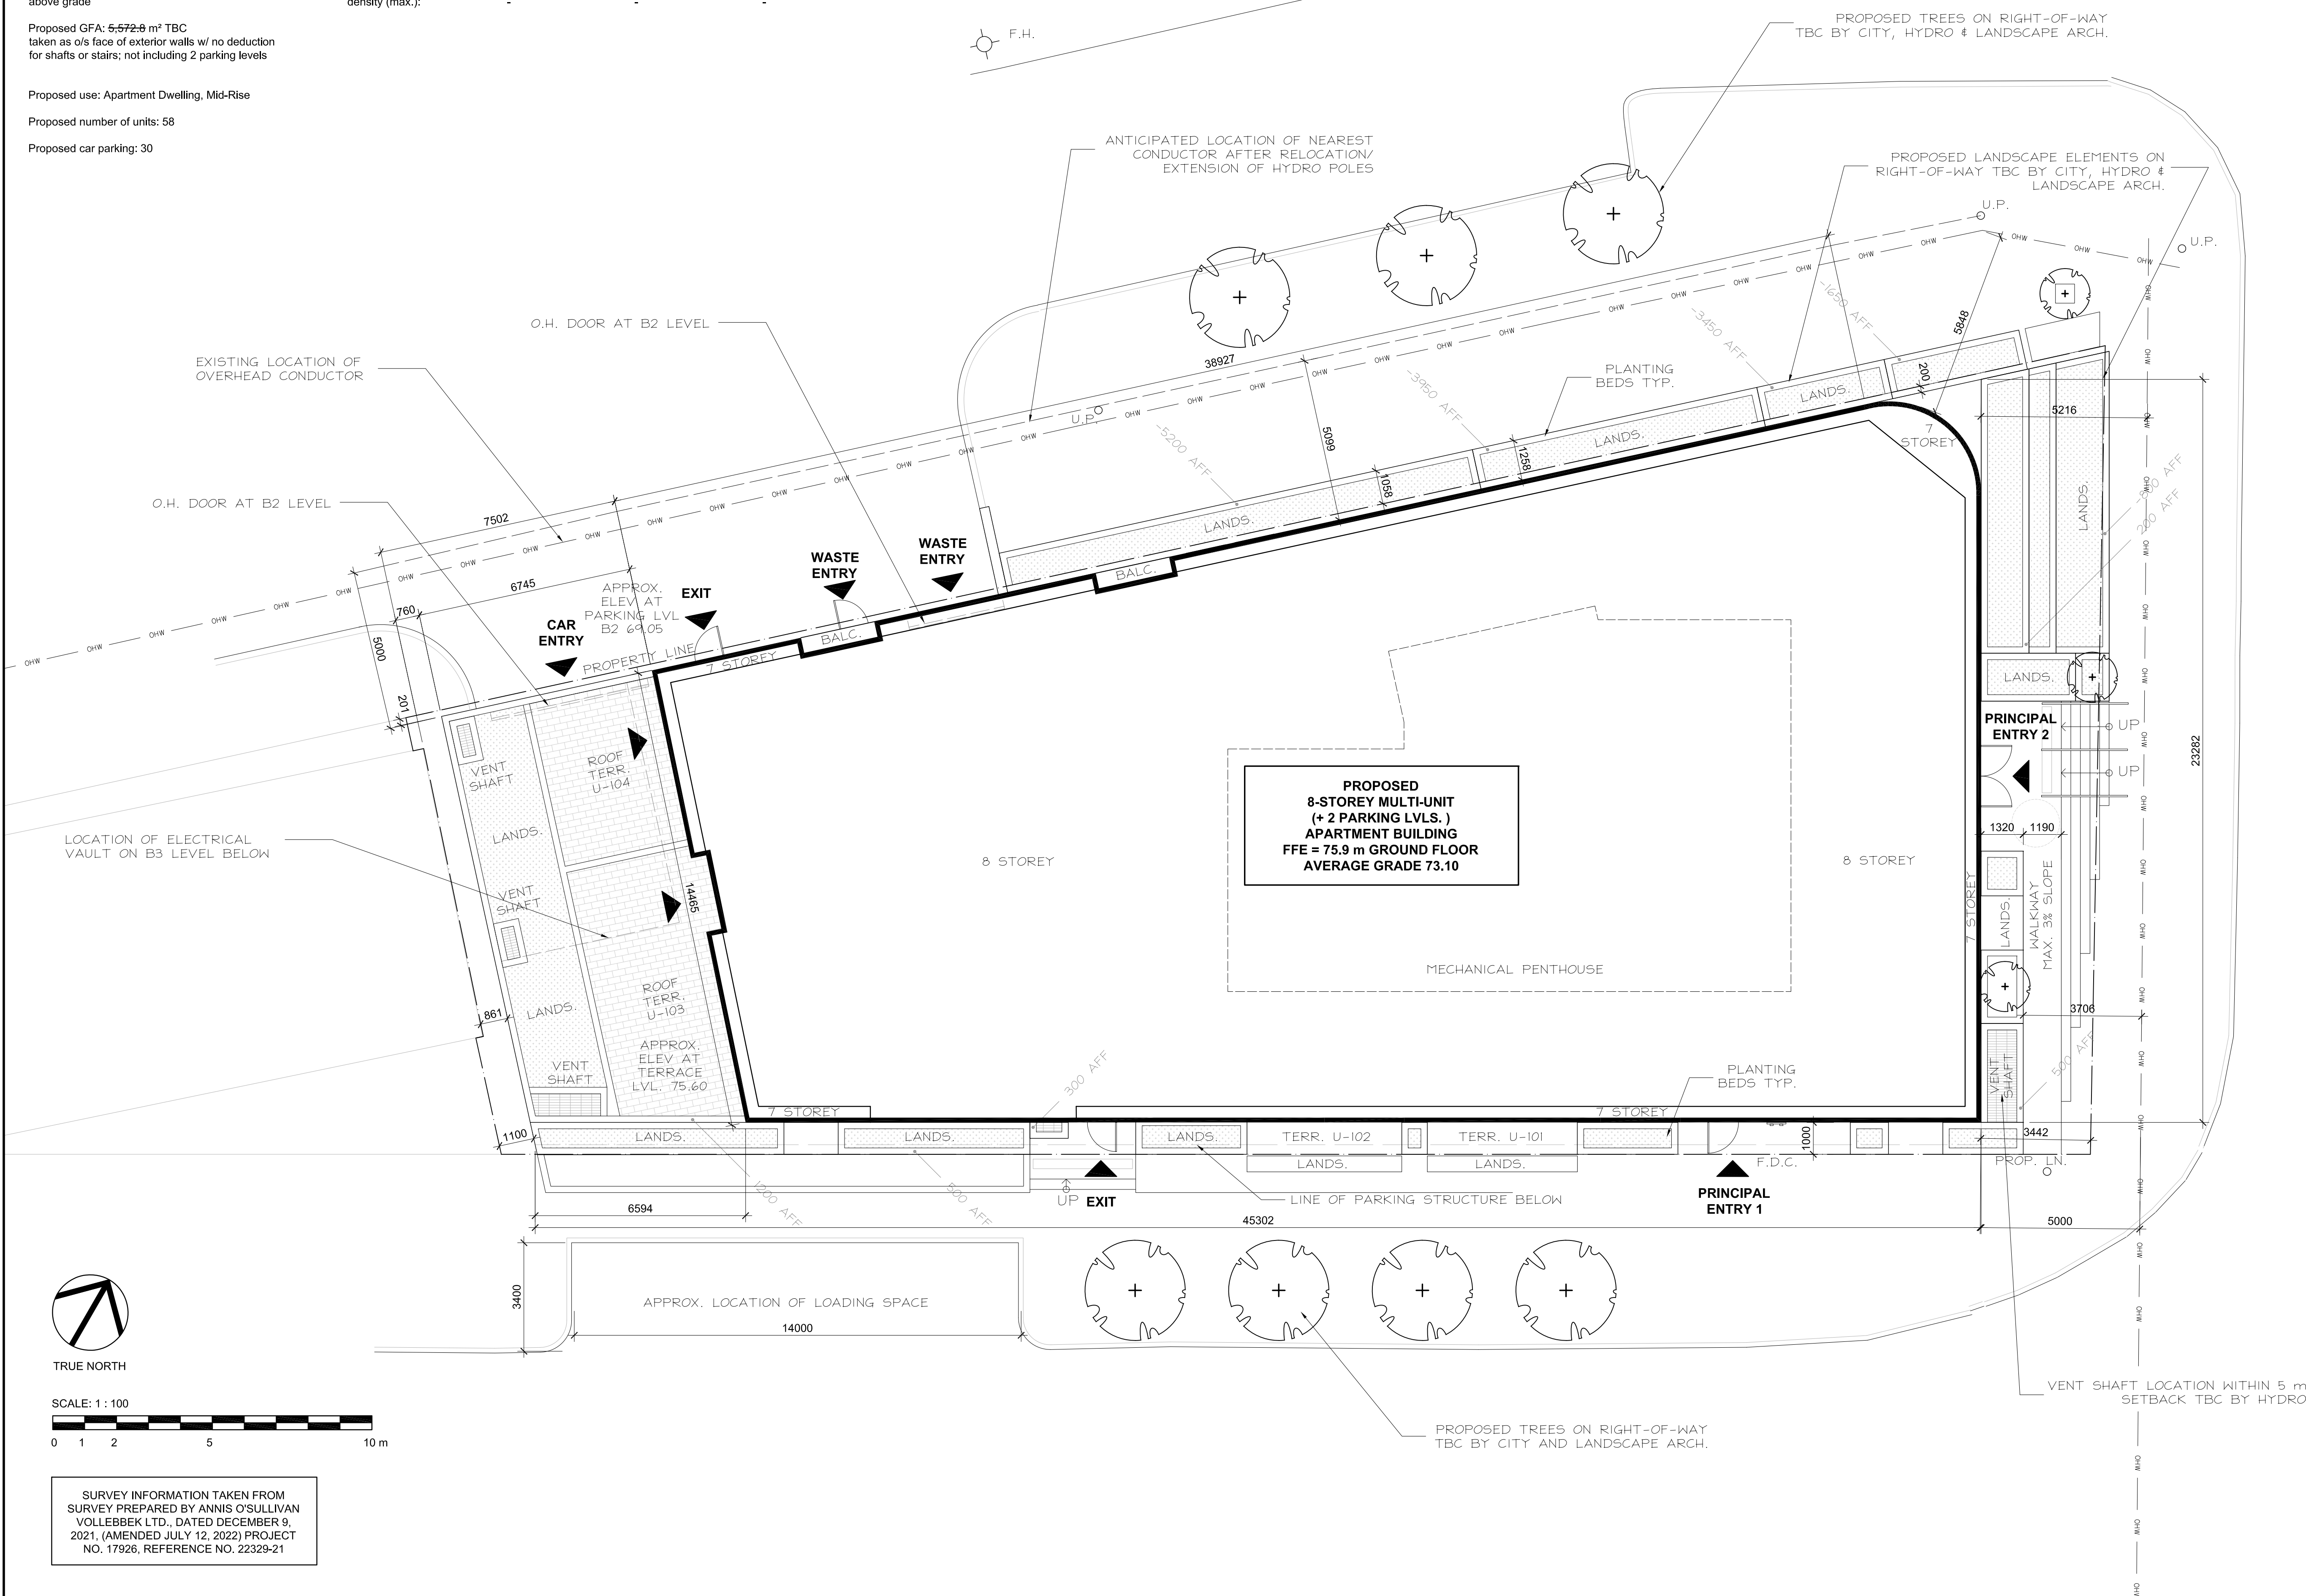 above grade
density (max.):
-
-
-
Proposed GFA: 5,572.8 m² TBC
taken as o/s face of exterior walls w/ no deduction
for shafts or stairs; not including 2 parking levels
Proposed use: Apartment Dwelling, Mid-Rise
Proposed number of units: 58
Proposed car parking: 30
F.H.
PROPOSED TREES ON RIGHT-OF-WAY
TBC BY CITY, HYDRO & LANDSCAPE ARCH.
ANTICIPATED LOCATION OF NEAREST
CONDUCTOR AFTER RELOCATION/
EXTENSION OF HYDRO POLES
PROPOSED LANDSCAPE ELEMENTS ON
RIGHT-OF-WAY TBC BY CITY, HYDRO &
LANDSCAPE ARCH.
U.P.
U.P.
U.P.
O.H. DOOR AT B2 LEVEL
EXISTING LOCATION OF
OVERHEAD CONDUCTOR
O.H. DOOR AT B2 LEVEL
38927
-1650 AFF
-3450 AFF
-3950 AFF
-5200 AFF
5848
PLANTING
BEDS TYP.
200
LANDS.
LANDS.
LANDS.
5099
1258
1058
5216
7
STOREY
LANDS.
-800 AFF
200 AFF
7502
6745
760
5000
201
OHW
CAR
ENTRY
APPROX.
ELEV AT
PARKING LVL
B2 69.05
EXIT
WASTE
ENTRY
WASTE
ENTRY
PROPERTY LINE
7 STOREY
BALC.
BALC.
LANDS.
PRINCIPAL
ENTRY 2
UP
UP
23282
VENT
SHAFT
ROOF
TERR.
U-104
LANDS.
LOCATION OF ELECTRICAL
VAULT ON B3 LEVEL BELOW
VENT
SHAFT
14465
8 STOREY
PROPOSED
8-STOREY MULTI-UNIT
(+ 2 PARKING LVLS. )
APARTMENT BUILDING
FFE = 75.9 m GROUND FLOOR
AVERAGE GRADE 73.10
8 STOREY
7 STOREY
1320
1190
LANDS.
WALKWAY
MAX. 3% SLOPE
MECHANICAL PENTHOUSE
ROOF
TERR.
U-103
LANDS.
861
APPROX.
ELEV AT
TERRACE
LVL. 75.60
VENT
SHAFT
3706
VENT
SHAFT
500 AFF
300 AFF
PLANTING
BEDS TYP.
7 STOREY
7 STOREY
1100
LANDS.
LANDS.
LANDS.
TERR. U-102
TERR. U-101
LANDS.
LANDS.
1000
F.D.C.
3442
PROP. LN.
1200 AFF
500 AFF
UP
EXIT
LINE OF PARKING STRUCTURE BELOW
PRINCIPAL
ENTRY 1
6594
45302
5000
3400
APPROX. LOCATION OF LOADING SPACE
14000
TRUE NORTH
SCALE: 1 : 100
0 1 2 5 10 m
PROPOSED TREES ON RIGHT-OF-WAY
TBC BY CITY AND LANDSCAPE ARCH.
VENT SHAFT LOCATION WITHIN 5 m
SETBACK TBC BY HYDRO
SURVEY INFORMATION TAKEN FROM
SURVEY PREPARED BY ANNIS O'SULLIVAN
VOLLEBBEK LTD., DATED DECEMBER 9,
2021, (AMENDED JULY 12, 2022) PROJECT
NO. 17926, REFERENCE NO. 22329-21